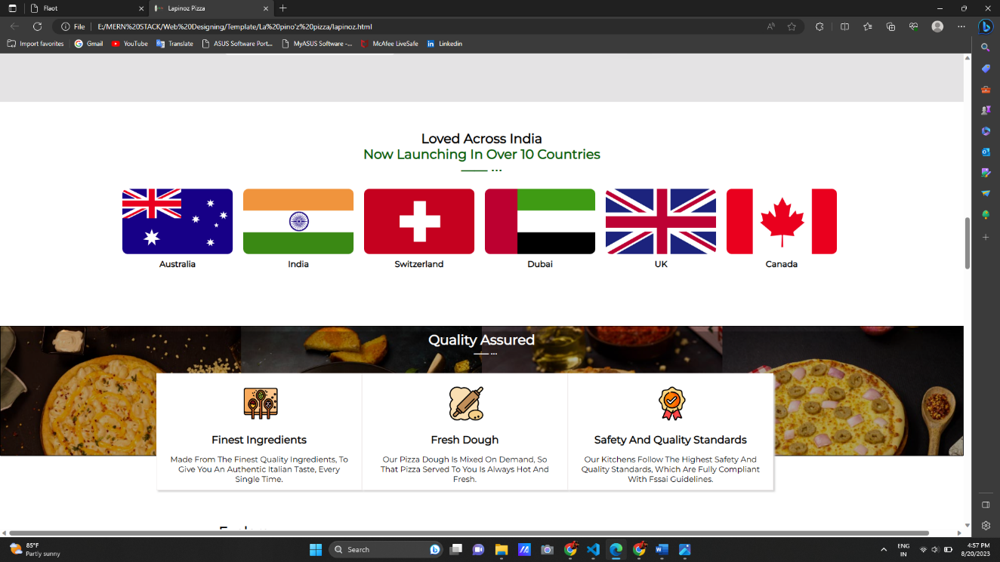 Flaot
Lapinoz Pizza
File
E:/MERN%20STACK/Web%20Designing/Template/La%20pino'z%20pizza/lapinoz.html
Import favorites
Gmail
YouTube
Translate
ASUS Software Port...
MyASUS Software -...
McAfee LiveSafe
Linkedin
Loved Across India
Now Launching In Over 10 Countries
Australia
India
Switzerland
Dubai
UK
Canada
Quality Assured
Finest Ingredients
Made From The Finest Quality Ingredients, To
Give You An Authentic Italian Taste, Every
Single Time.
Fresh Dough
Our Pizza Dough Is Mixed On Demand, So
That Pizza Served To You Is Always Hot And
Fresh.
Safety And Quality Standards
Our Kitchens Follow The Highest Safety And
Quality Standards, Which Are Fully Compliant
With Fssai Guidelines.
85°F
Partly sunny
Search
ENG
IN
4:57 PM
8/20/2023